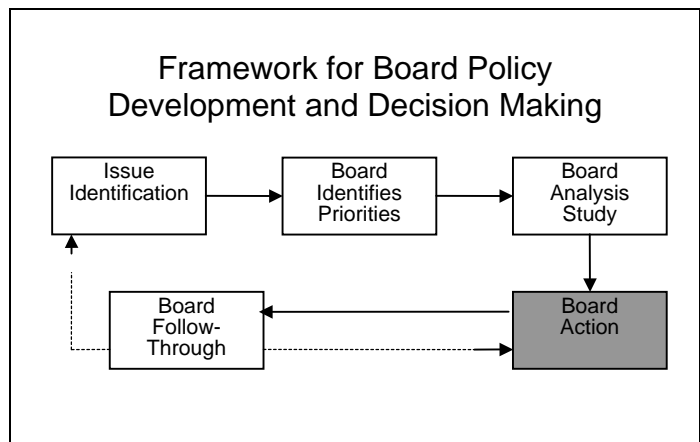 Framework for Board Policy
Development and Decision Making
Issue
Identification
Board
Identifies
Priorities
Board
Analysis
Study
Board
Follow-
Through
Board
Action